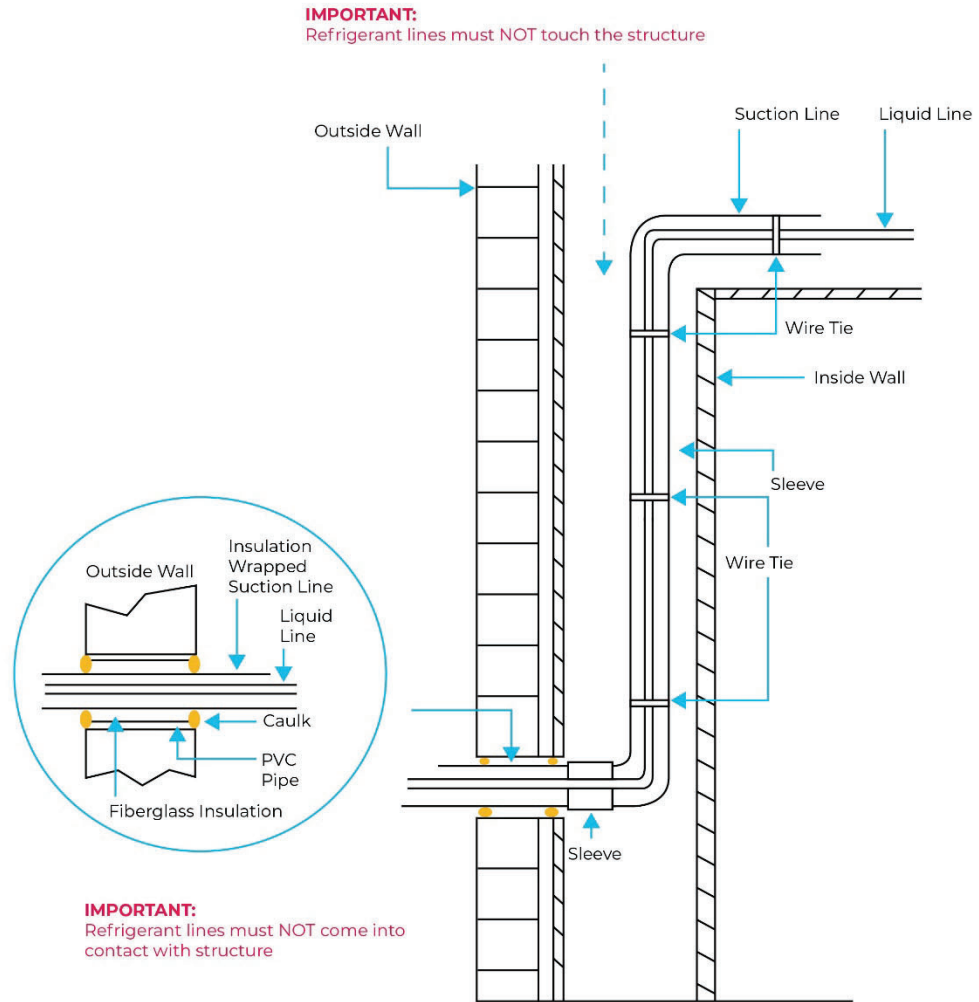 IMPORTANT:
Refrigerant lines must NOT touch the structure
Suction Line
Liquid Line
Outside Wall
Wire Tie
Inside Wall
Sleeve
Wire Tie
Insulation
Wrapped
Suction Line
Outside Wall
Liquid
Line
Caulk
PVC
Pipe
Fiberglass Insulation
Sleeve
IMPORTANT:
Refrigerant lines must NOT come into
contact with structure